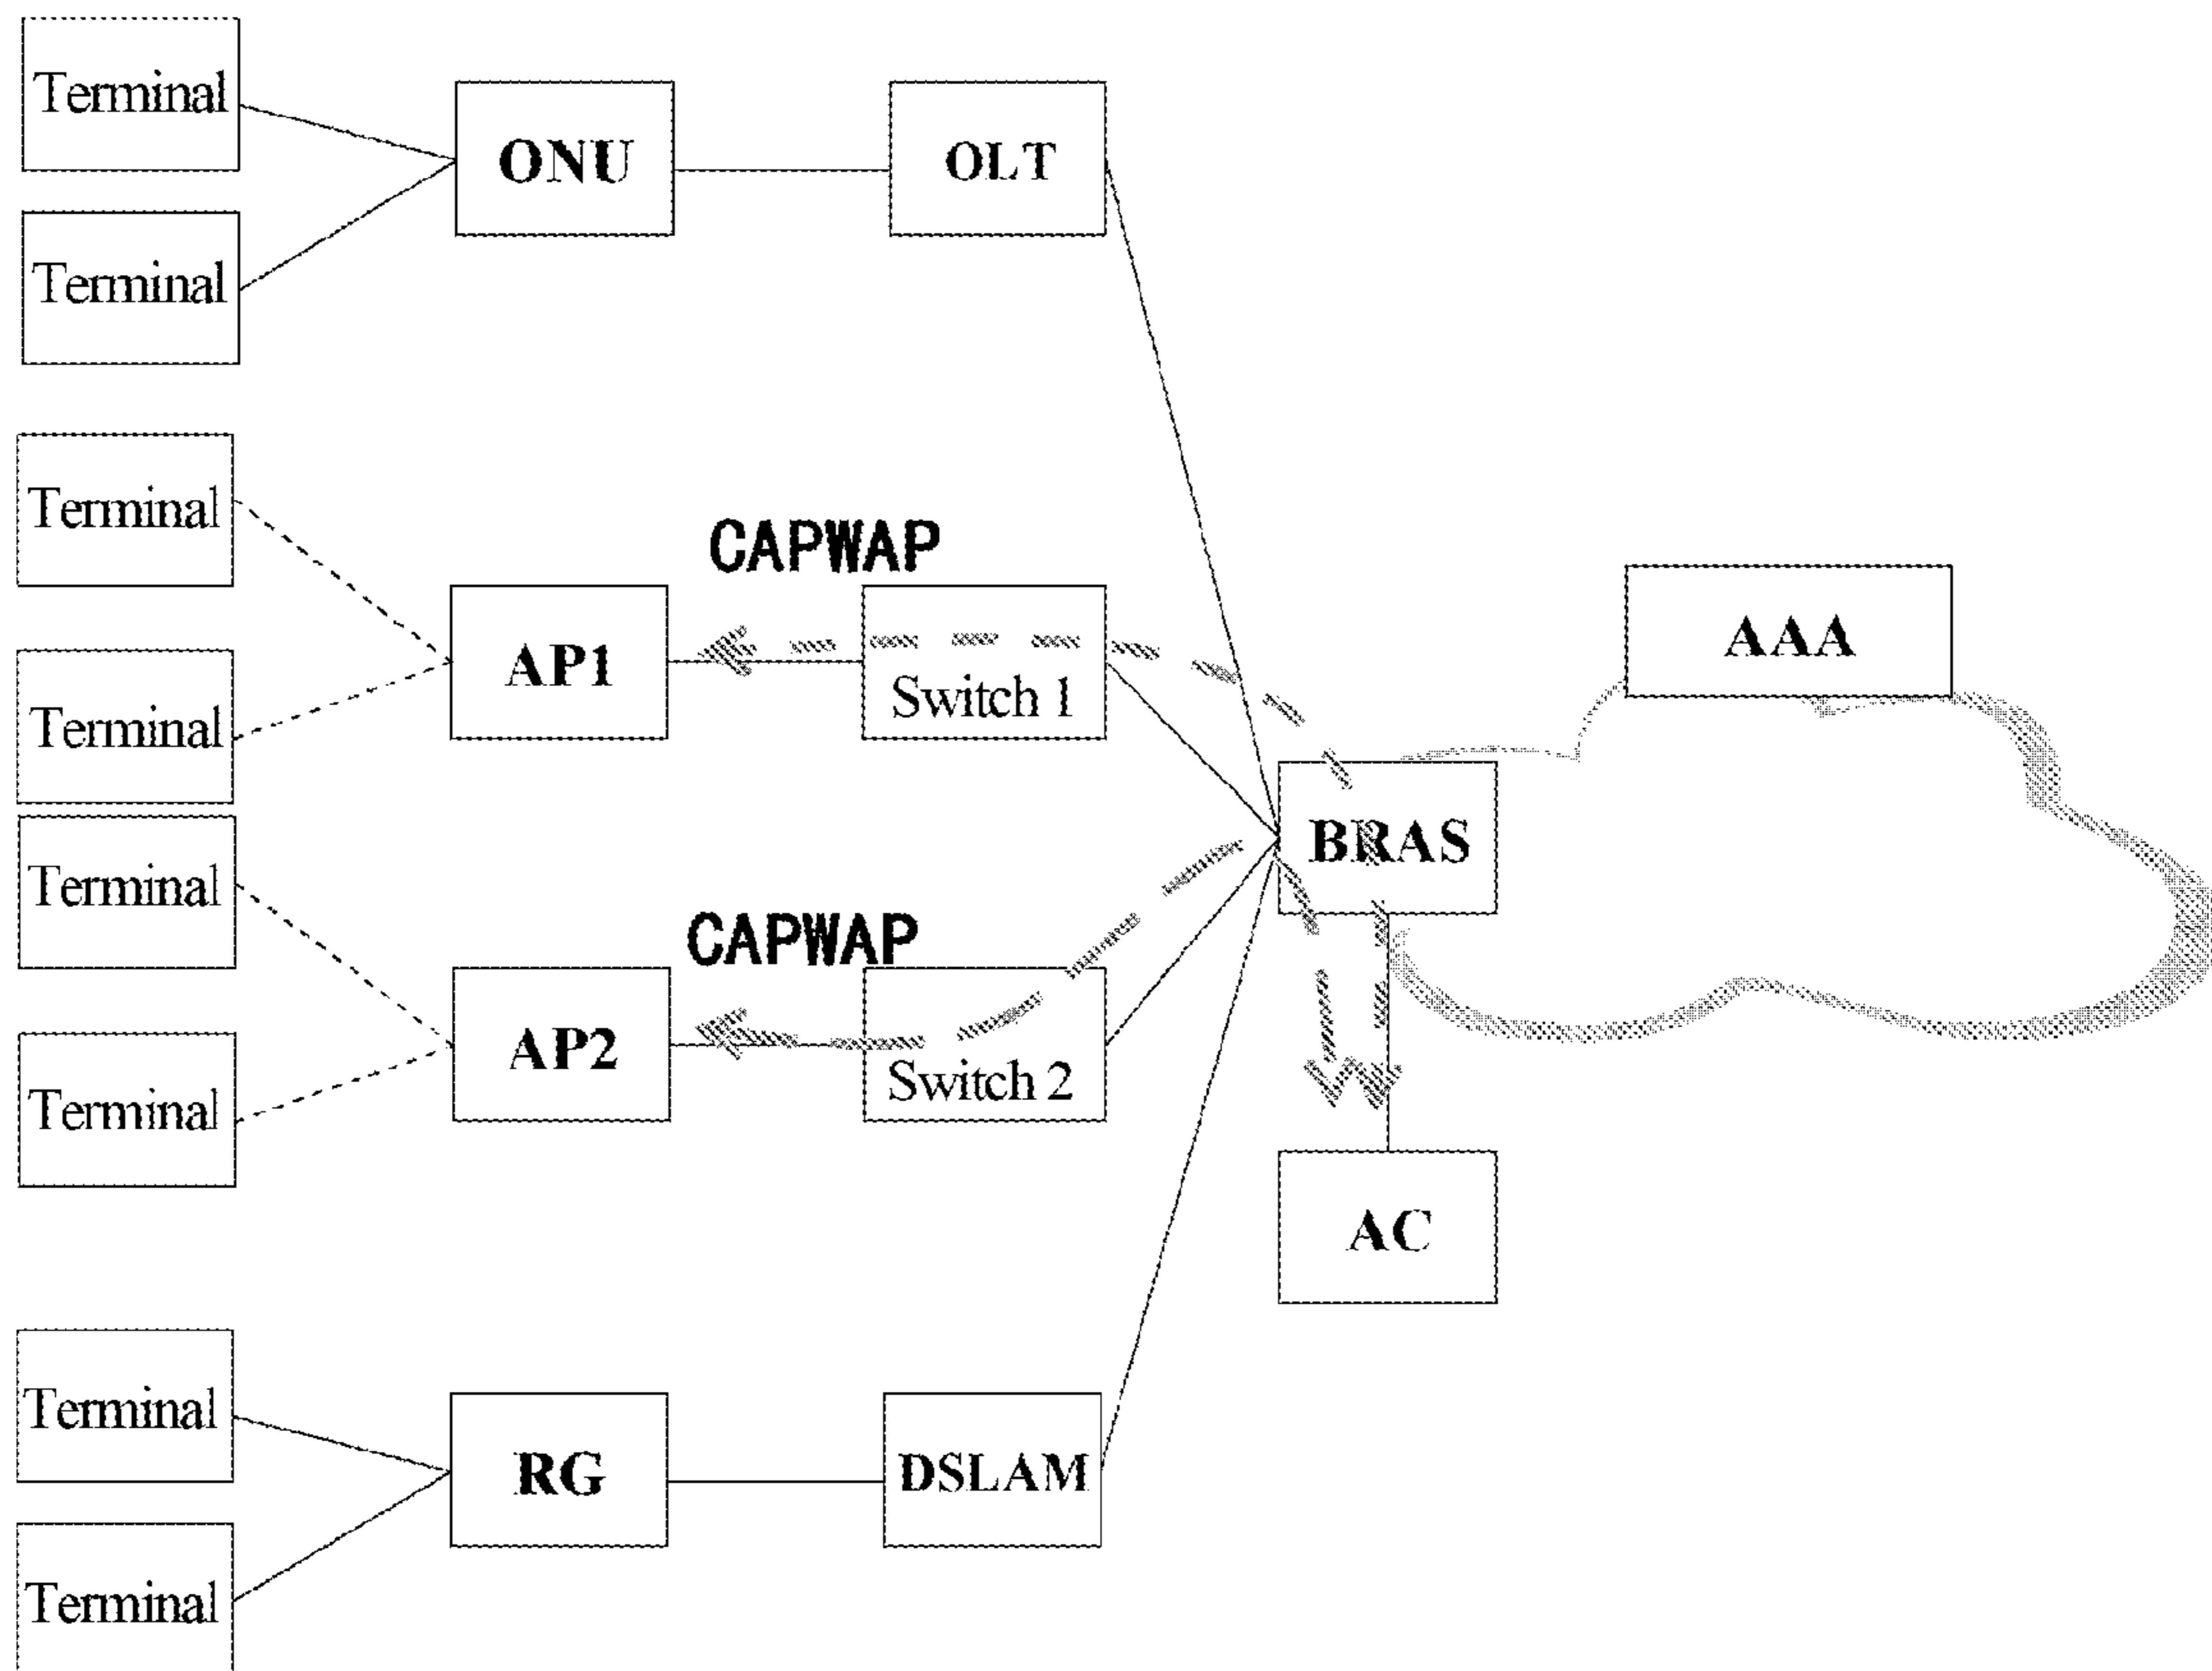 Terminal
ONU
OLT
Terminal
Terminal
CAPWAP
AP1
Switch 1
AAA
Terminal
Terminal
BRAS
CAPWAP
AP2
Switch 2
Terminal
AC
Terminal
RG
DSLAM
Terminal